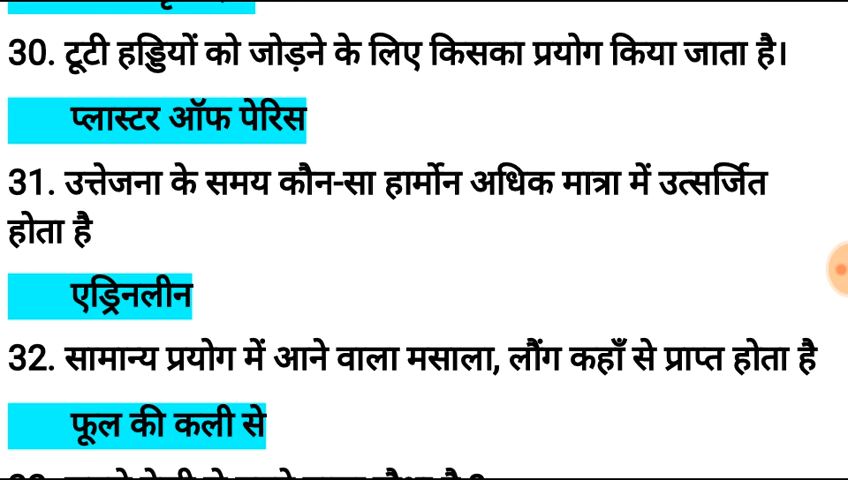 30. टूटी हड्डियों को जोड़ने के लिए किसका प्रयोग किया जाता है।
प्लास्टर ऑफ पेरिस
31. उत्तेजना के समय कौन-सा हार्मोन अधिक मात्रा में उत्सर्जित
होता है
एड्रिनलीन
32. सामान्य प्रयोग में आने वाला मसाला, लौंग कहाँ से प्राप्त होता है
फूल की कली से